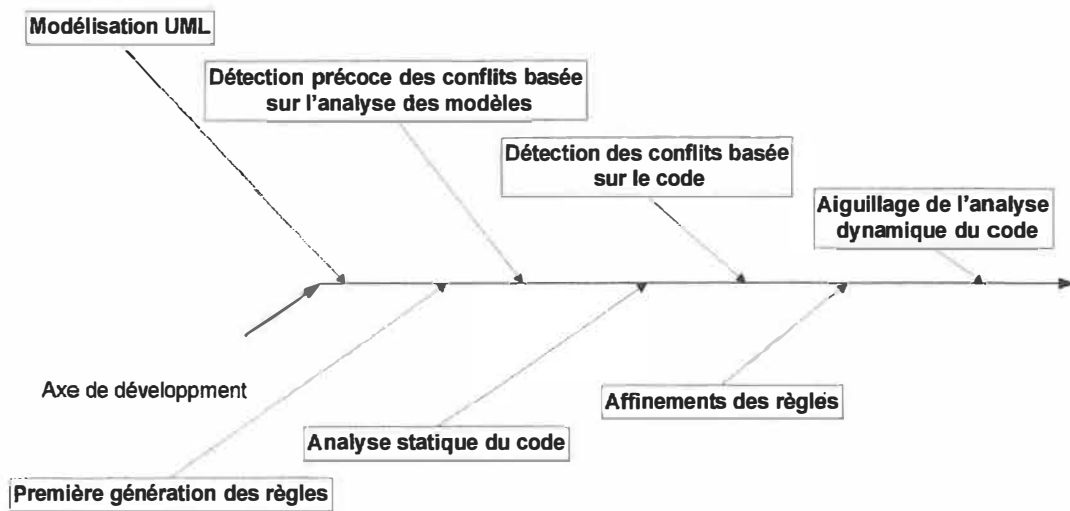 Modélisation UML
Détection précoce des conflits basée
sur l'analyse des modèles
Détection des conflits basée
sur le code
Aiguillage de l'analyse
dynamique du code
Axe de développment
Affinements des règles
Analyse statique du code
Première génération des règles